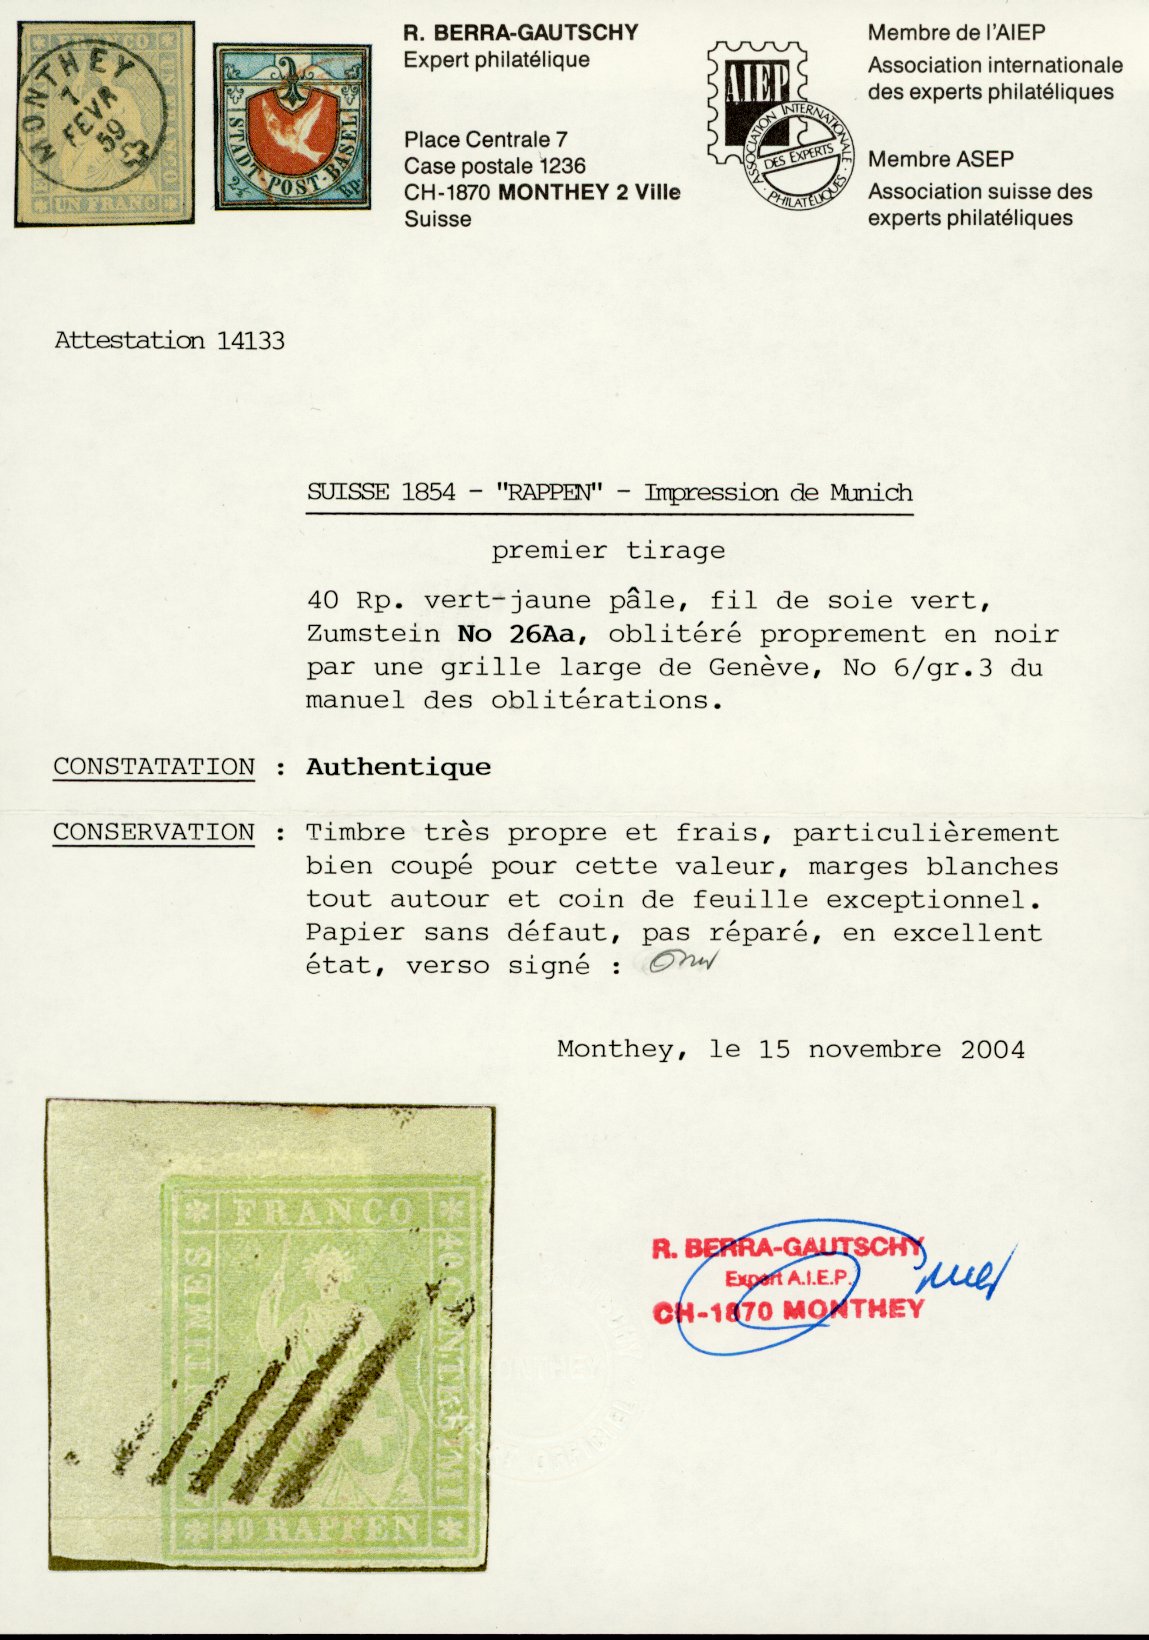 FRANCO
MONTHEY
7
FEVR
59
UN FRANC
STADT-POST-BASEL
2½ Rp.
R. BERRA-GAUTSCHY
Expert philatélique
Place Centrale 7
Case postale 1236
CH-1870 MONTHEY 2 Ville
Suisse
AIEP
ASSOCIATION INTERNATIONALE
DES EXPERTS
PHILATÉLIQUES
Membre de l'AIEP
Association internationale
des experts philatéliques
Membre ASEP
Association suisse des
experts philatéliques
Attestation 14133
SUISSE 1854 - "RAPPEN" - Impression de Munich
premier tirage
40 Rp. vert-jaune pâle, fil de soie vert,
Zumstein No 26Aa, oblitéré proprement en noir
par une grille large de Genève, No 6/gr.3 du
manuel des oblitérations.
CONSTATATION : Authentique
CONSERVATION : Timbre très propre et frais, particulièrement
bien coupé pour cette valeur, marges blanches
tout autour et coin de feuille exceptionnel.
Papier sans défaut, pas réparé, en excellent
état, verso signé :
Monthey, le 15 novembre 2004
FRANCO
40 CENTESIMI
CENTIMES
40 RAPPEN
R. BERRA-GAUTSCHY
Expert A.I.E.P.
CH-1870 MONTHEY